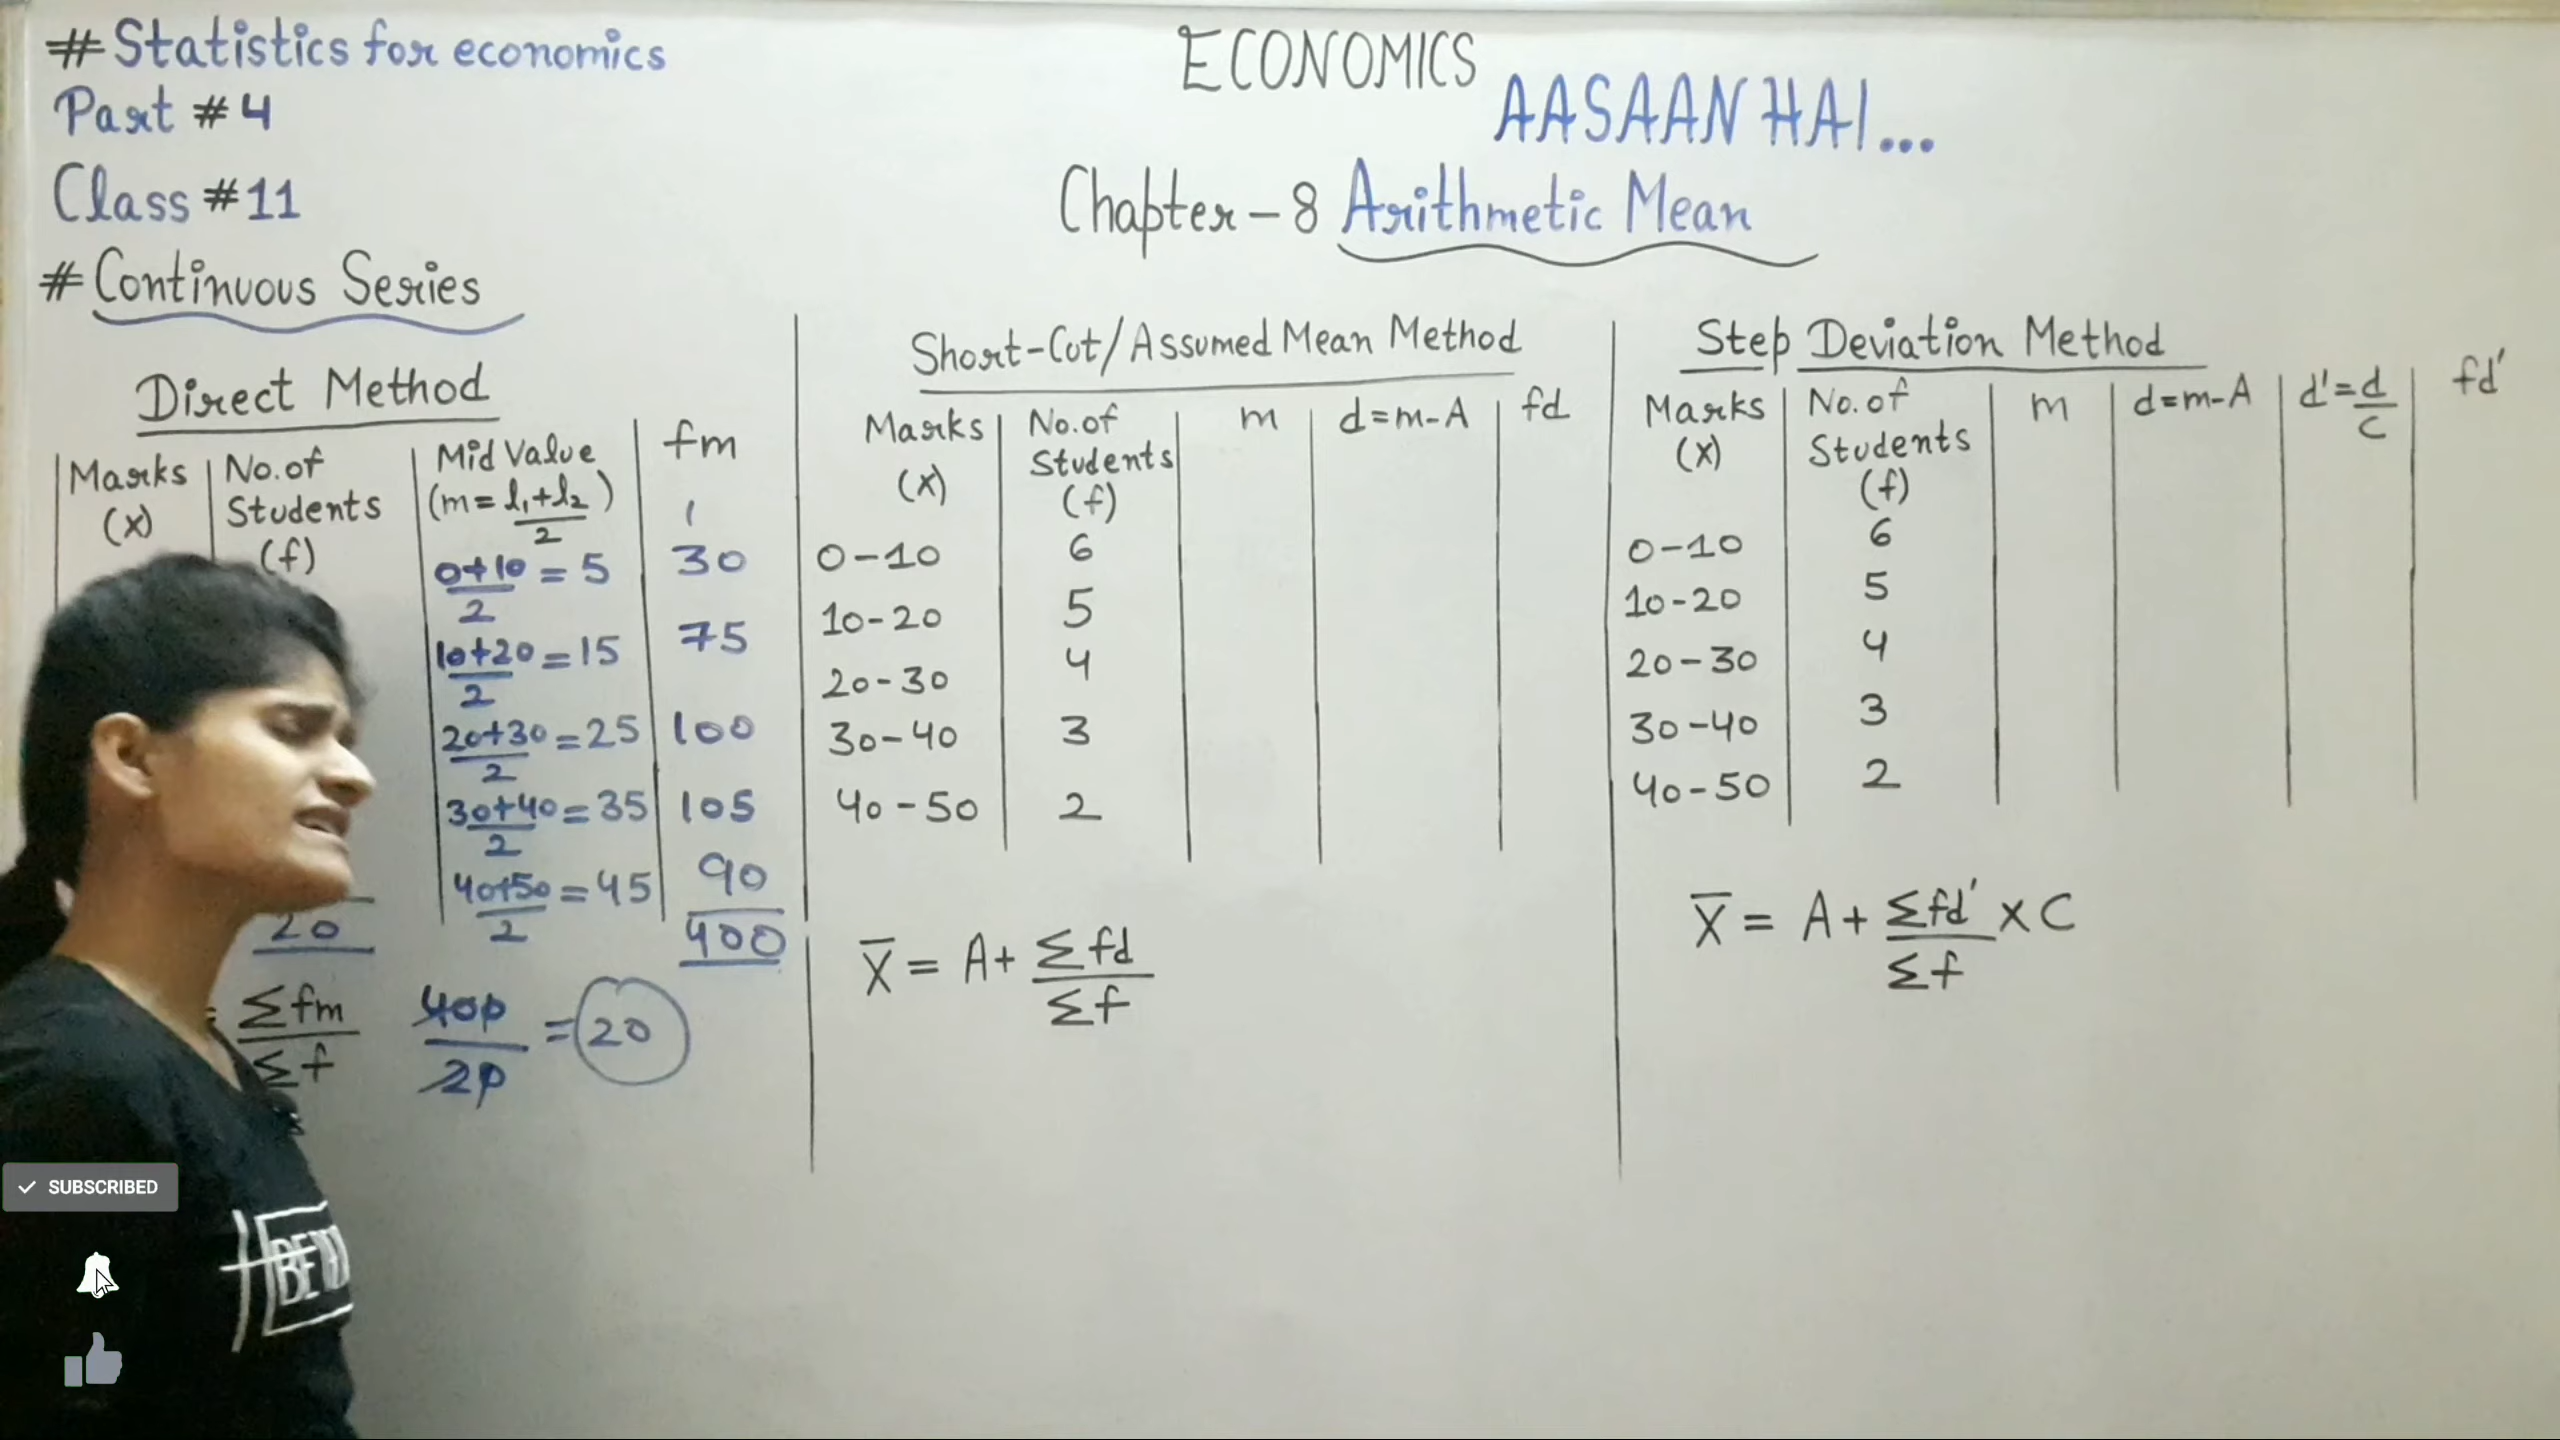 # Statistics for economics
Part # 4
Class # 11
# Continuous Series
ECONOMICS
AASAAN HAI...
Chapter – 8 Arithmetic Mean
Direct Method
Marks (x) | No. of Students (f) | Mid Value (m = l₁+l₂/2) | fm
0+10/2 = 5 | 30
10+20/2 = 15 | 75
20+30/2 = 25 | 100
30+40/2 = 35 | 105
40+50/2 = 45 | 90
20 | 400
= Σfm/Σf 400/20 = 20
Short-Cut/Assumed Mean Method
Marks (x) | No. of Students (f) | m | d = m - A | fd
0 – 10 | 6
10 - 20 | 5
20 - 30 | 4
30 – 40 | 3
40 - 50 | 2
X̄ = A + Σfd/Σf
Step Deviation Method
Marks (x) | No. of Students (f) | m | d = m - A | d' = d/C | fd'
0 – 10 | 6
10 - 20 | 5
20 – 30 | 4
30 – 40 | 3
40 - 50 | 2
X̄ = A + Σfd'/Σf × C
SUBSCRIBED